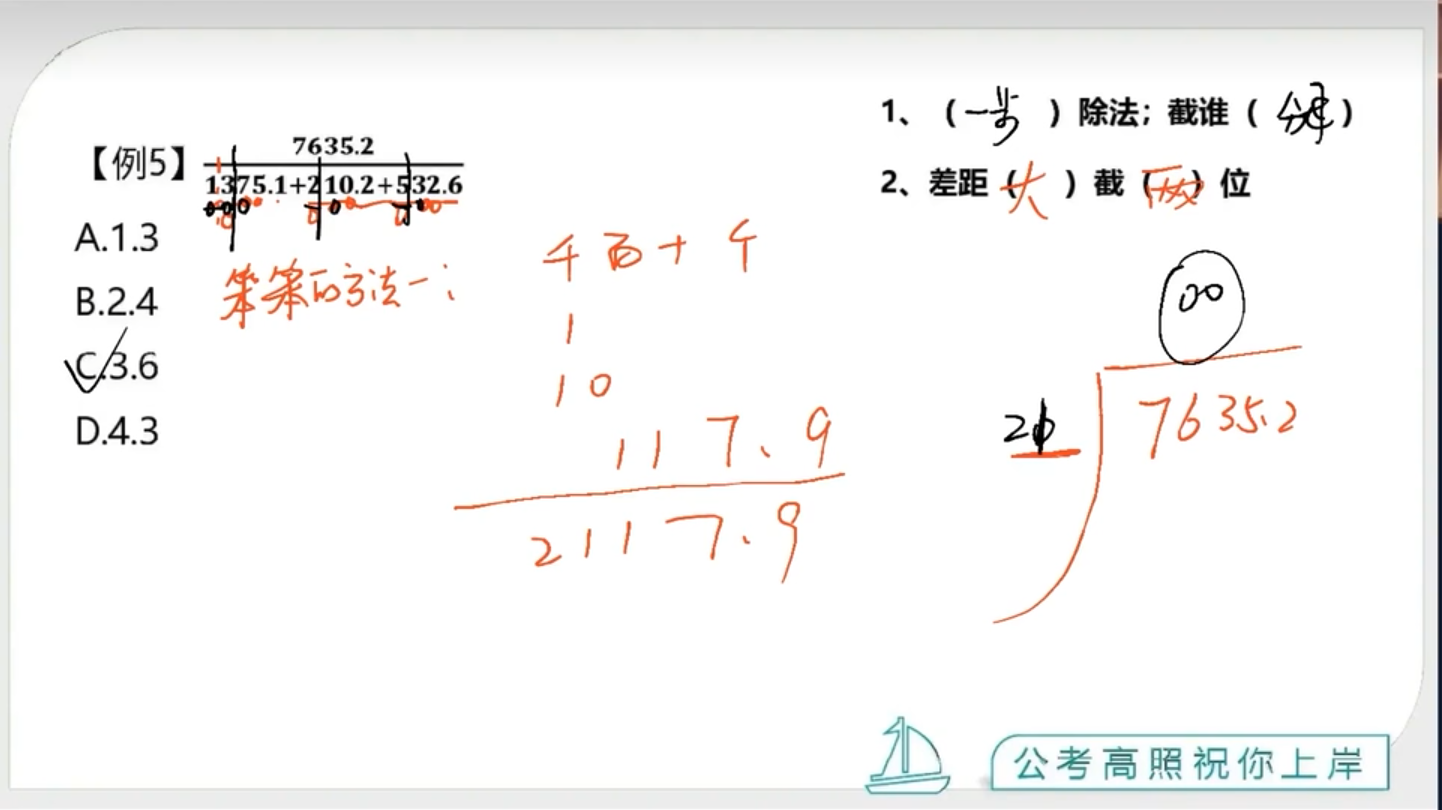 【例5】
7635.2
1375.1+210.2+532.6
A.1.3
B.2.4
C.3.6
D.4.3
1、（一步）除法；截谁（分母）
2、差距（大）截（两）位
笨笨的方法一：
千百十个
1
10
117.9
2117.9
00
21
7635.2
公考高照祝你上岸